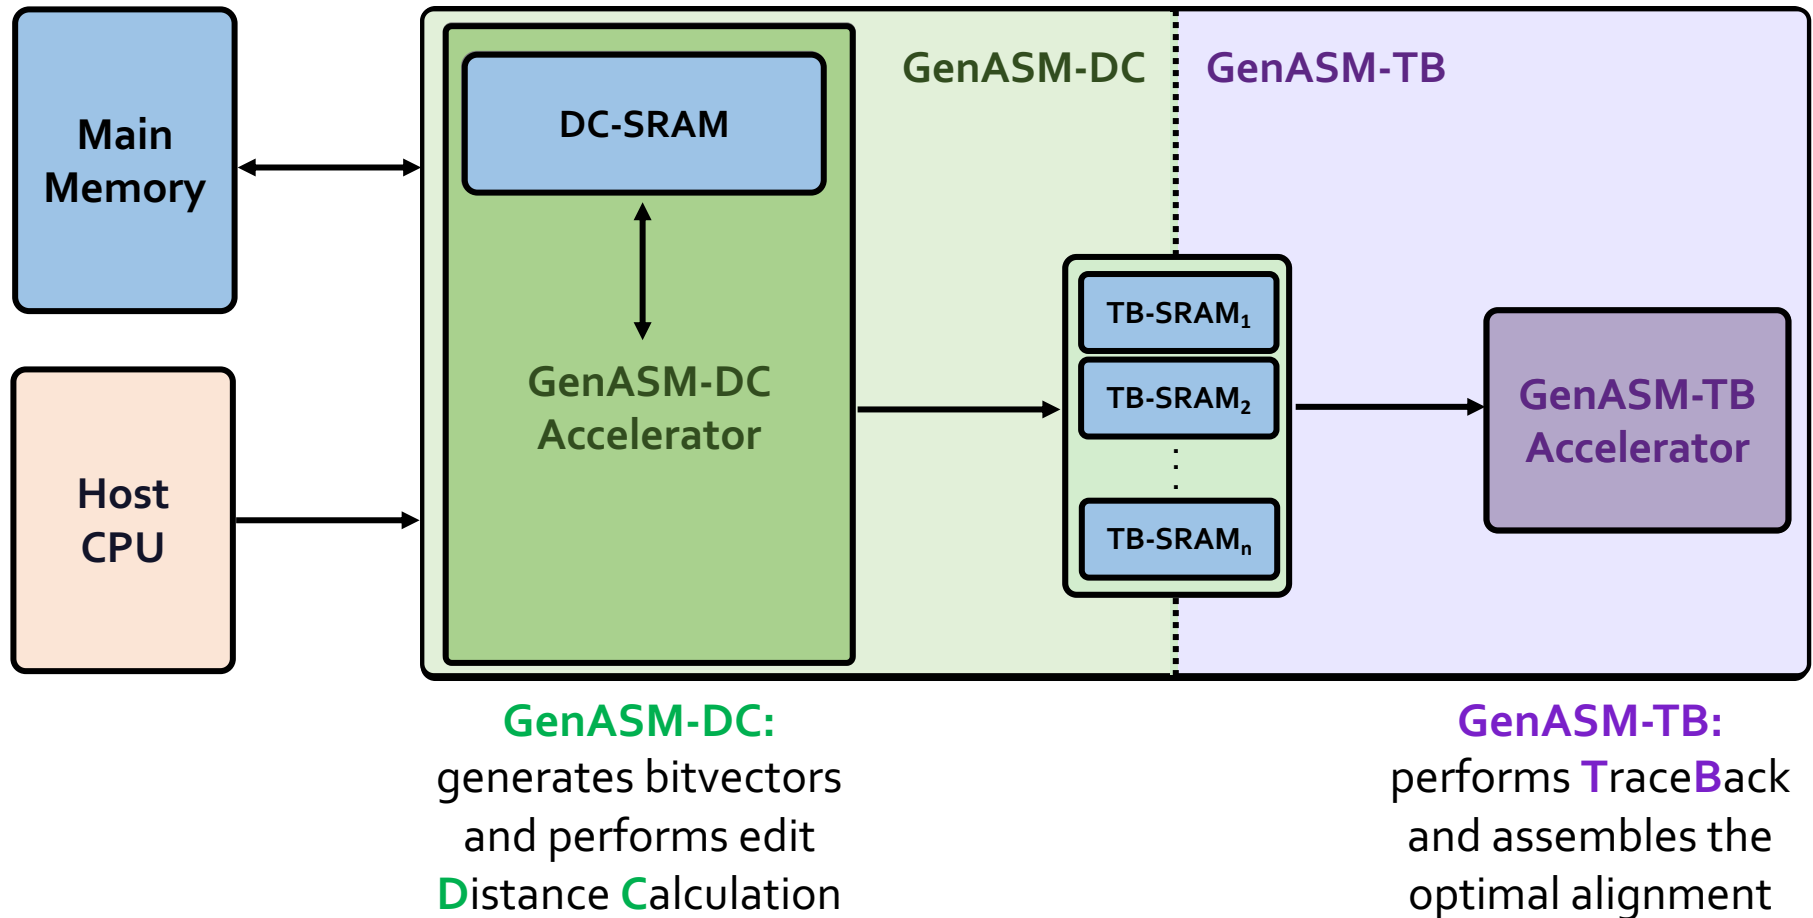 Main
Memory
Host
CPU
DC-SRAM
GenASM-DC
Accelerator
GenASM-DC
GenASM-TB
TB-SRAM₁
TB-SRAM₂
⋮
TB-SRAMₙ
GenASM-TB
Accelerator
GenASM-DC:
generates bitvectors
and performs edit
Distance Calculation
GenASM-TB:
performs TraceBack
and assembles the
optimal alignment